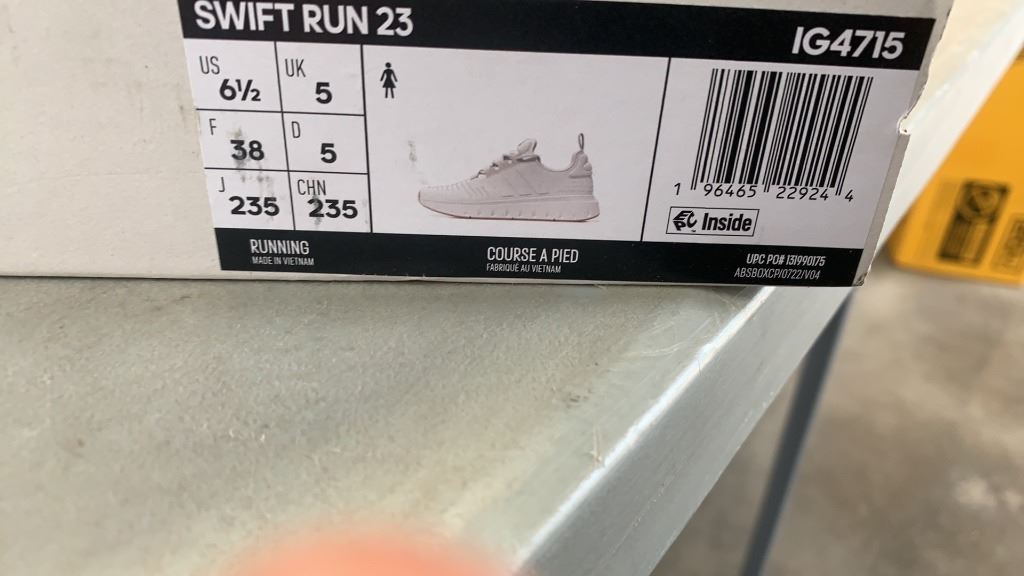 SWIFT RUN 23
IG4715
US 6½
UK 5
F 38
D 5
J 235
CHN 235
1 96465 22924 4
EPC Inside
RUNNING
MADE IN VIETNAM
COURSE A PIED
FABRIQUÉ AU VIETNAM
UPC PO# 131990175
ABSBOXCP/0722/V04